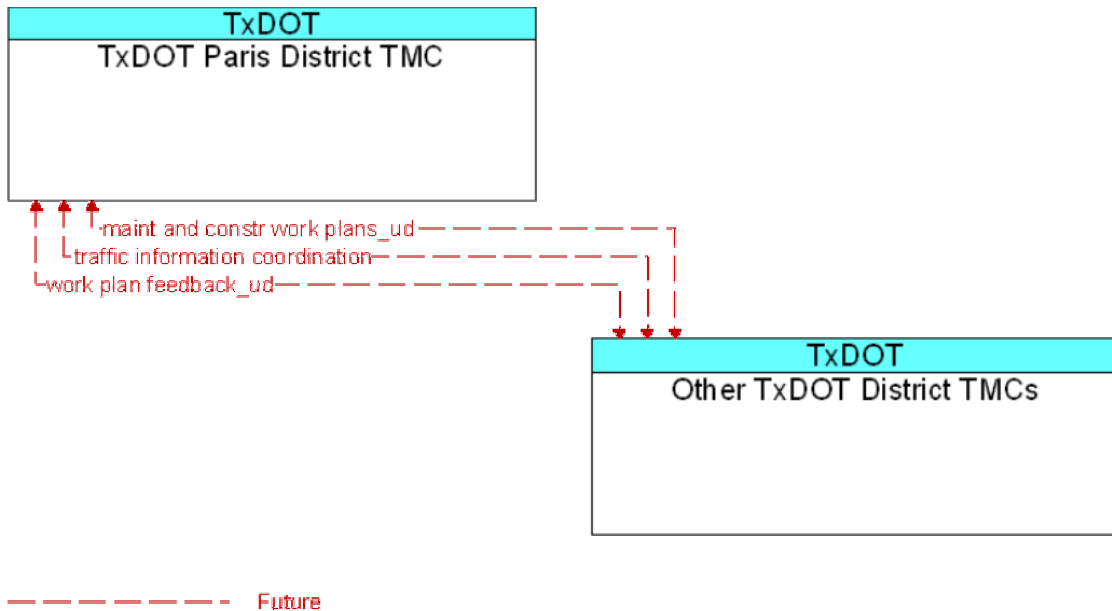 TxDOT
TxDOT Paris District TMC
maint and constr work plans_ud
traffic information coordination
work plan feedback_ud
TxDOT
Other TxDOT District TMCs
Future